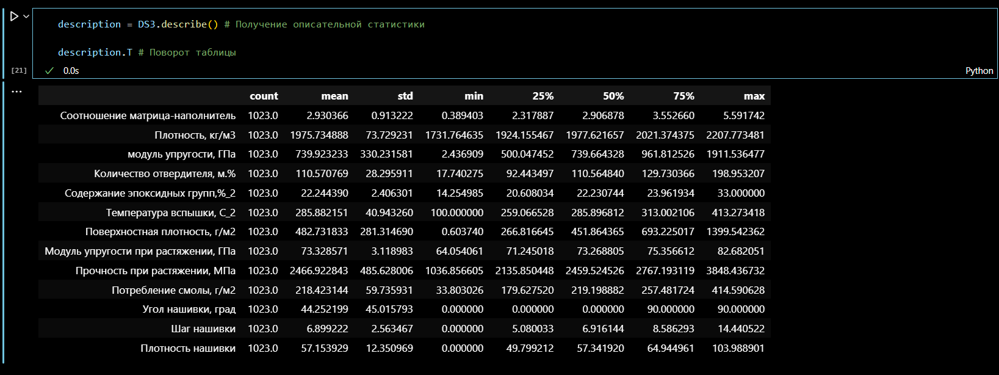 description = DS3.describe() # Получение описательной статистики
description.T # Поворот таблицы
[21] 0.0s Python
... count mean std min 25% 50% 75% max
Соотношение матрица-наполнитель 1023.0 2.930366 0.913222 0.389403 2.317887 2.906878 3.552660 5.591742
Плотность, кг/м3 1023.0 1975.734888 73.729231 1731.764635 1924.155467 1977.621657 2021.374375 2207.773481
модуль упругости, ГПа 1023.0 739.923233 330.231581 2.436909 500.047452 739.664328 961.812526 1911.536477
Количество отвердителя, м.% 1023.0 110.570769 28.295911 17.740275 92.443497 110.564840 129.730366 198.953207
Содержание эпоксидных групп,%_2 1023.0 22.244390 2.406301 14.254985 20.608034 22.230744 23.961934 33.000000
Температура вспышки, С_2 1023.0 285.882151 40.943260 100.000000 259.066528 285.896812 313.002106 413.273418
Поверхностная плотность, г/м2 1023.0 482.731833 281.314690 0.603740 266.816645 451.864365 693.225017 1399.542362
Модуль упругости при растяжении, ГПа 1023.0 73.328571 3.118983 64.054061 71.245018 73.268805 75.356612 82.682051
Прочность при растяжении, МПа 1023.0 2466.922843 485.628006 1036.856605 2135.850448 2459.524526 2767.193119 3848.436732
Потребление смолы, г/м2 1023.0 218.423144 59.735931 33.803026 179.627520 219.198882 257.481724 414.590628
Угол нашивки, град 1023.0 44.252199 45.015793 0.000000 0.000000 0.000000 90.000000 90.000000
Шаг нашивки 1023.0 6.899222 2.563467 0.000000 5.080033 6.916144 8.586293 14.440522
Плотность нашивки 1023.0 57.153929 12.350969 0.000000 49.799212 57.341920 64.944961 103.988901